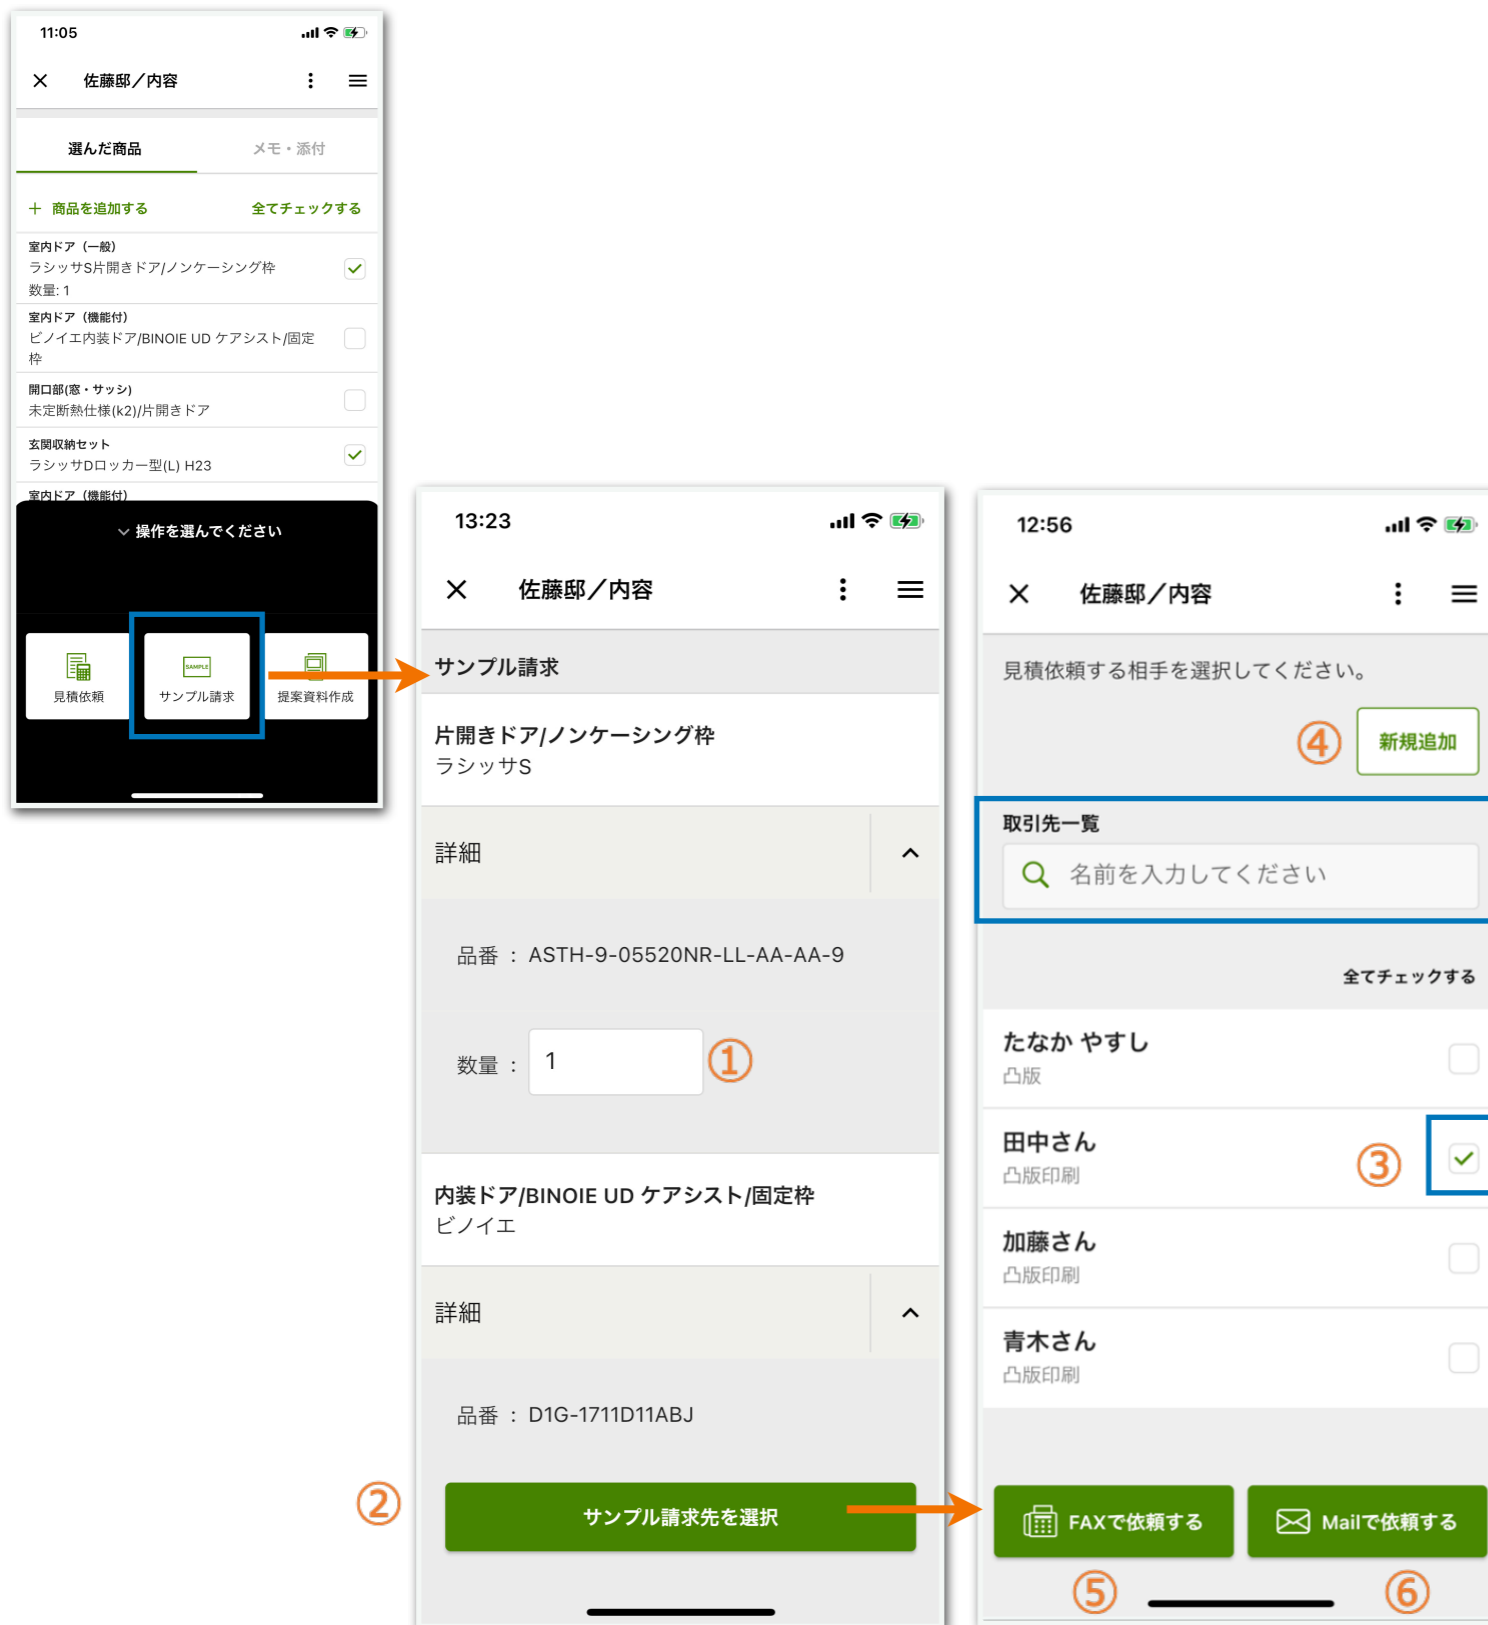 11:05
佐藤邸／内容
選んだ商品
メモ・添付
＋ 商品を追加する
全てチェックする
室内ドア（一般）
ラシッサS片開きドア/ノンケーシング枠
数量: 1
室内ドア（機能付）
ビノイエ内装ドア/BINOIE UD ケアシスト/固定
枠
開口部(窓・サッシ)
未定断熱仕様(k2)/片開きドア
玄関収納セット
ラシッサDロッカー型(L) H23
室内ドア（機能付）
操作を選んでください
見積依頼
SAMPLE
サンプル請求
提案資料作成
13:23
佐藤邸／内容
サンプル請求
片開きドア/ノンケーシング枠
ラシッサS
詳細
品番 : ASTH-9-05520NR-LL-AA-AA-9
数量 : 1
①
内装ドア/BINOIE UD ケアシスト/固定枠
ビノイエ
詳細
品番 : D1G-1711D11ABJ
②
サンプル請求先を選択
12:56
佐藤邸／内容
見積依頼する相手を選択してください。
④
新規追加
取引先一覧
名前を入力してください
全てチェックする
たなか やすし
凸版
田中さん
凸版印刷
③
加藤さん
凸版印刷
青木さん
凸版印刷
FAXで依頼する
Mailで依頼する
⑤
⑥